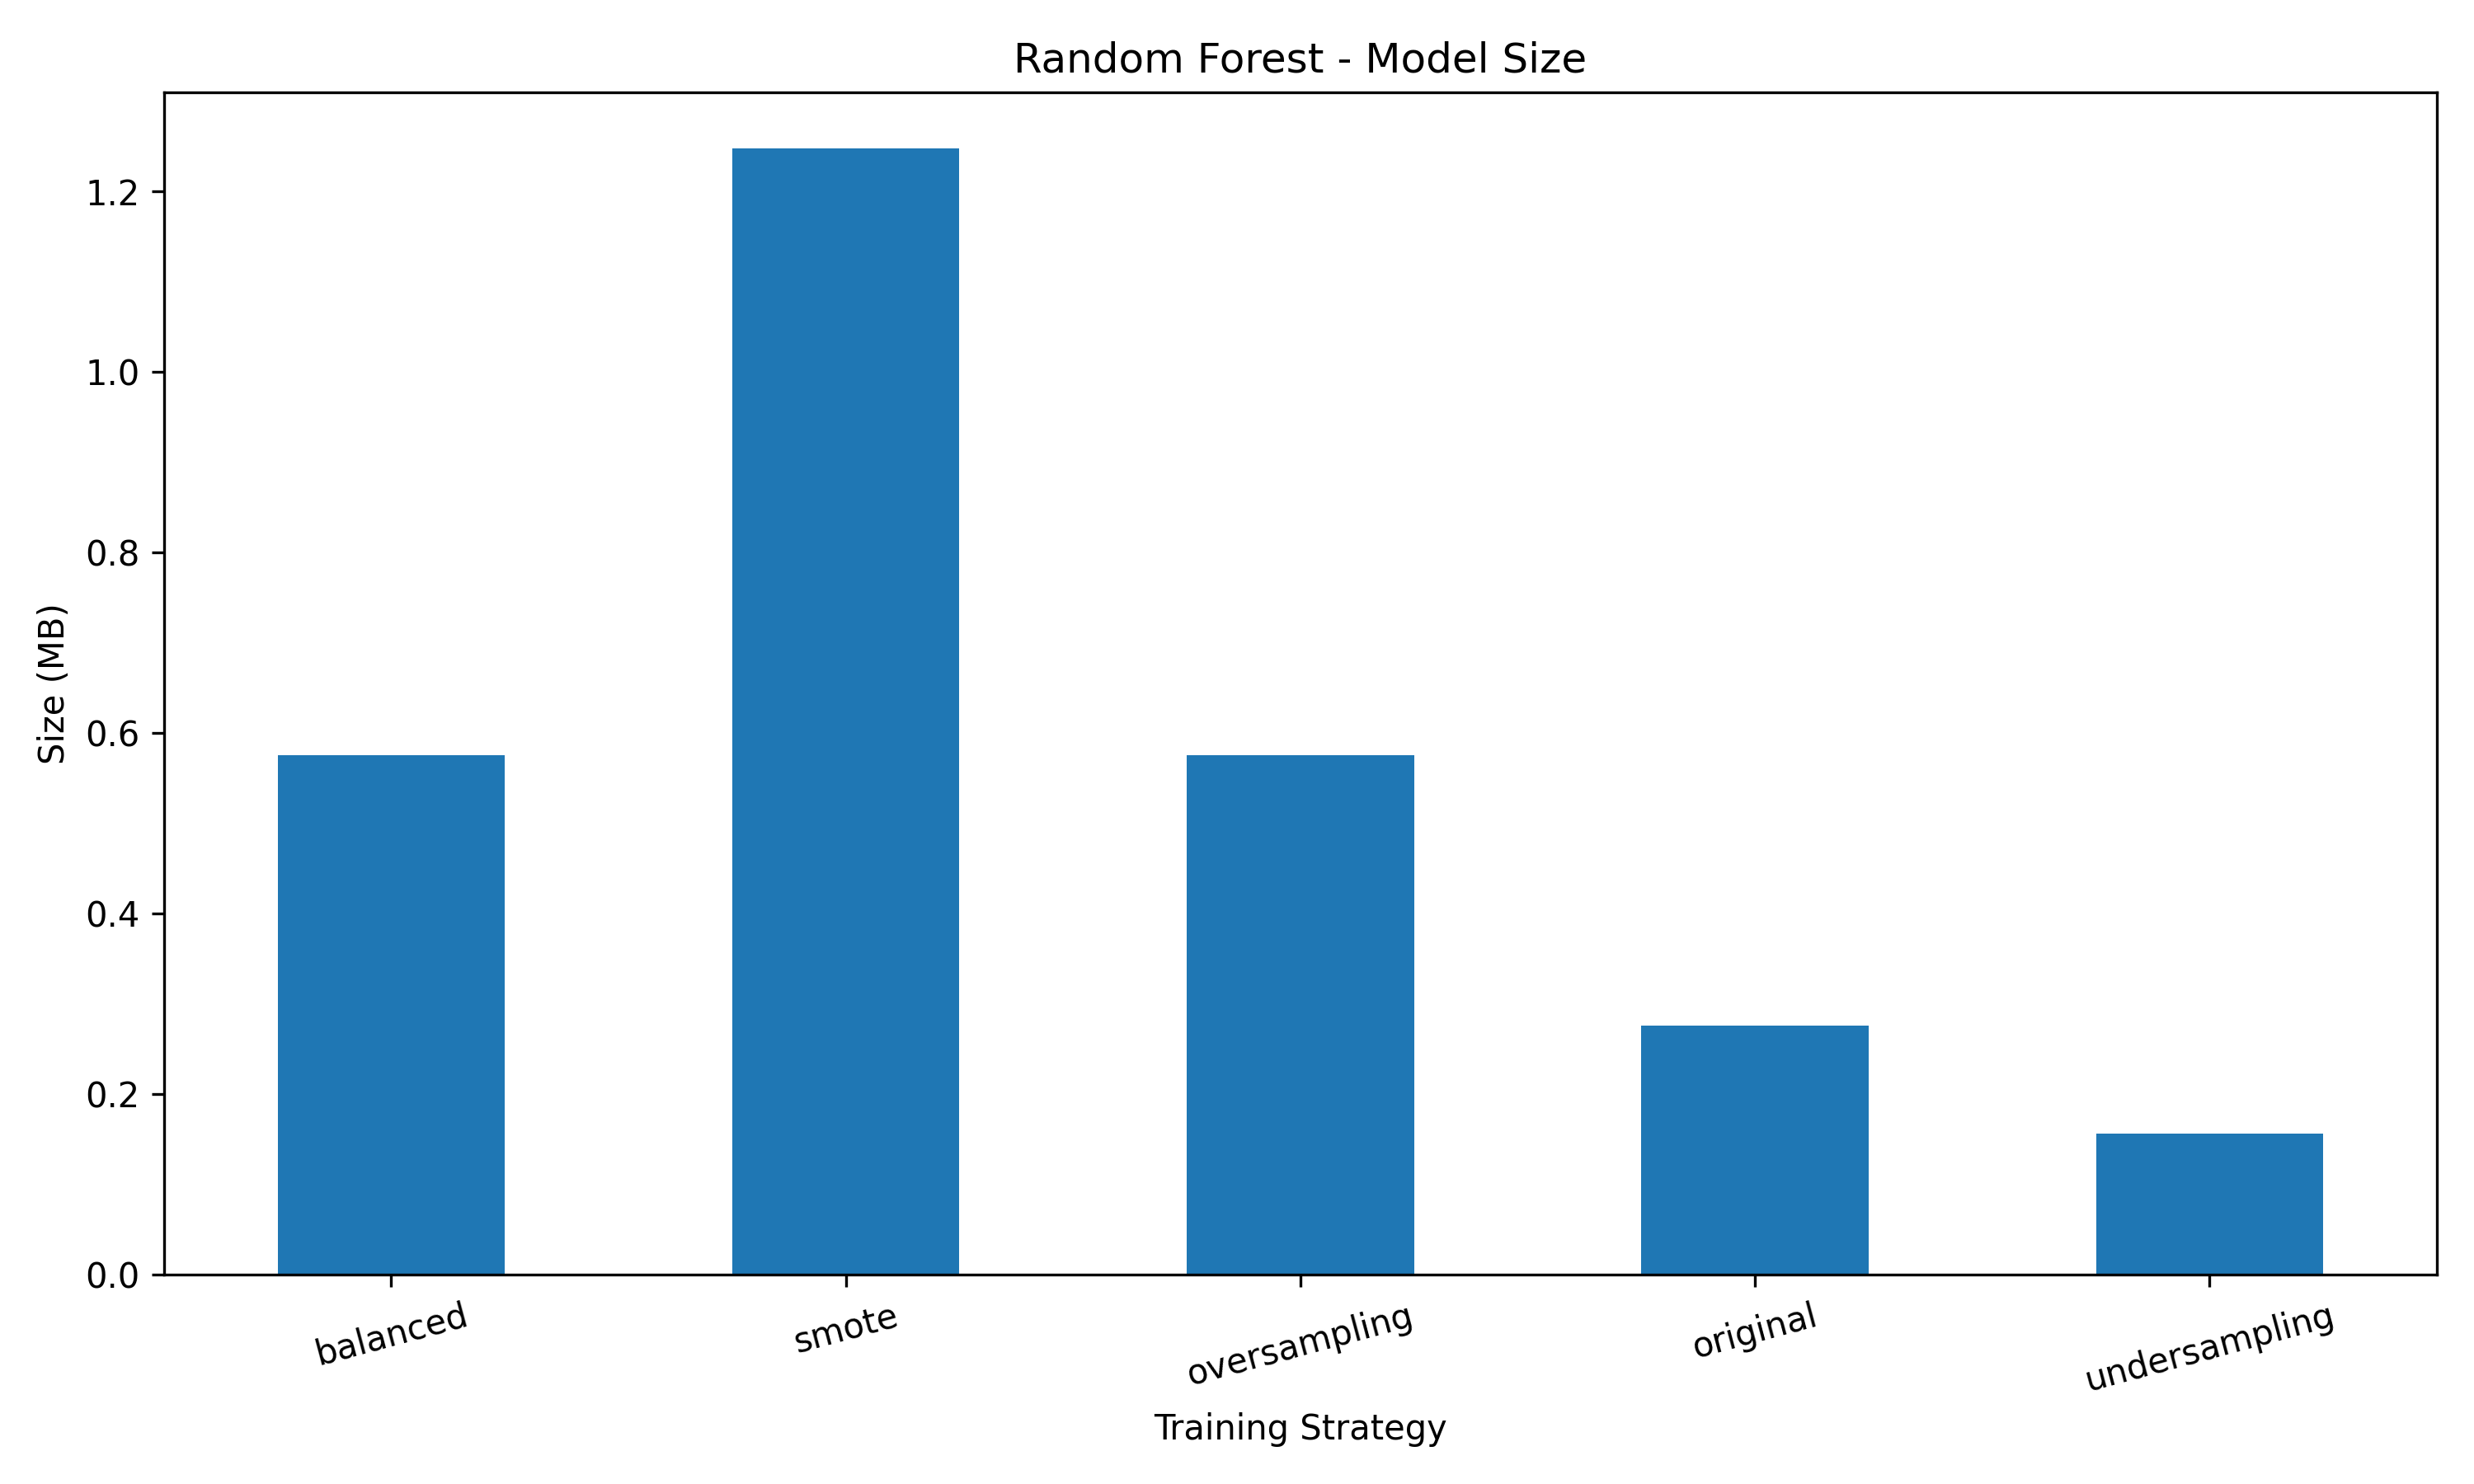 Random Forest - Model Size
Size (MB)
1.2
1.0
0.8
0.6
0.4
0.2
0.0
balanced
smote
oversampling
original
undersampling
Training Strategy